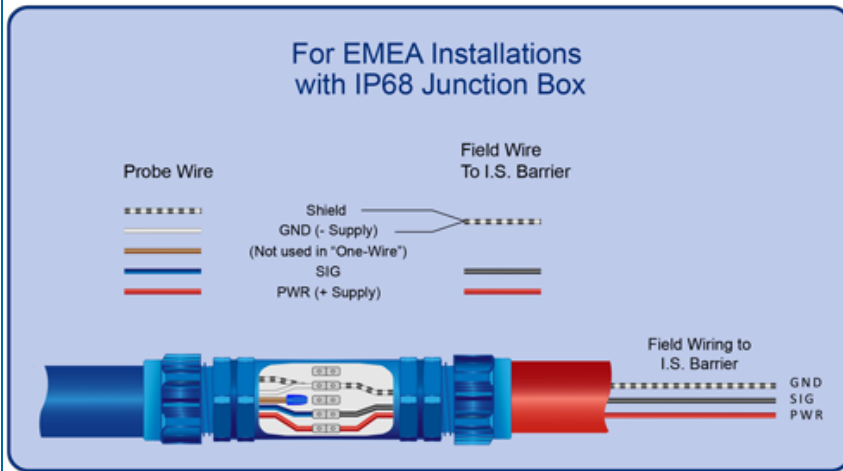 For EMEA Installations
with IP68 Junction Box
Probe Wire
Field Wire
To I.S. Barrier
Shield
GND (- Supply)
(Not used in “One-Wire”)
SIG
PWR (+ Supply)
Field Wiring to
I.S. Barrier
GND
SIG
PWR